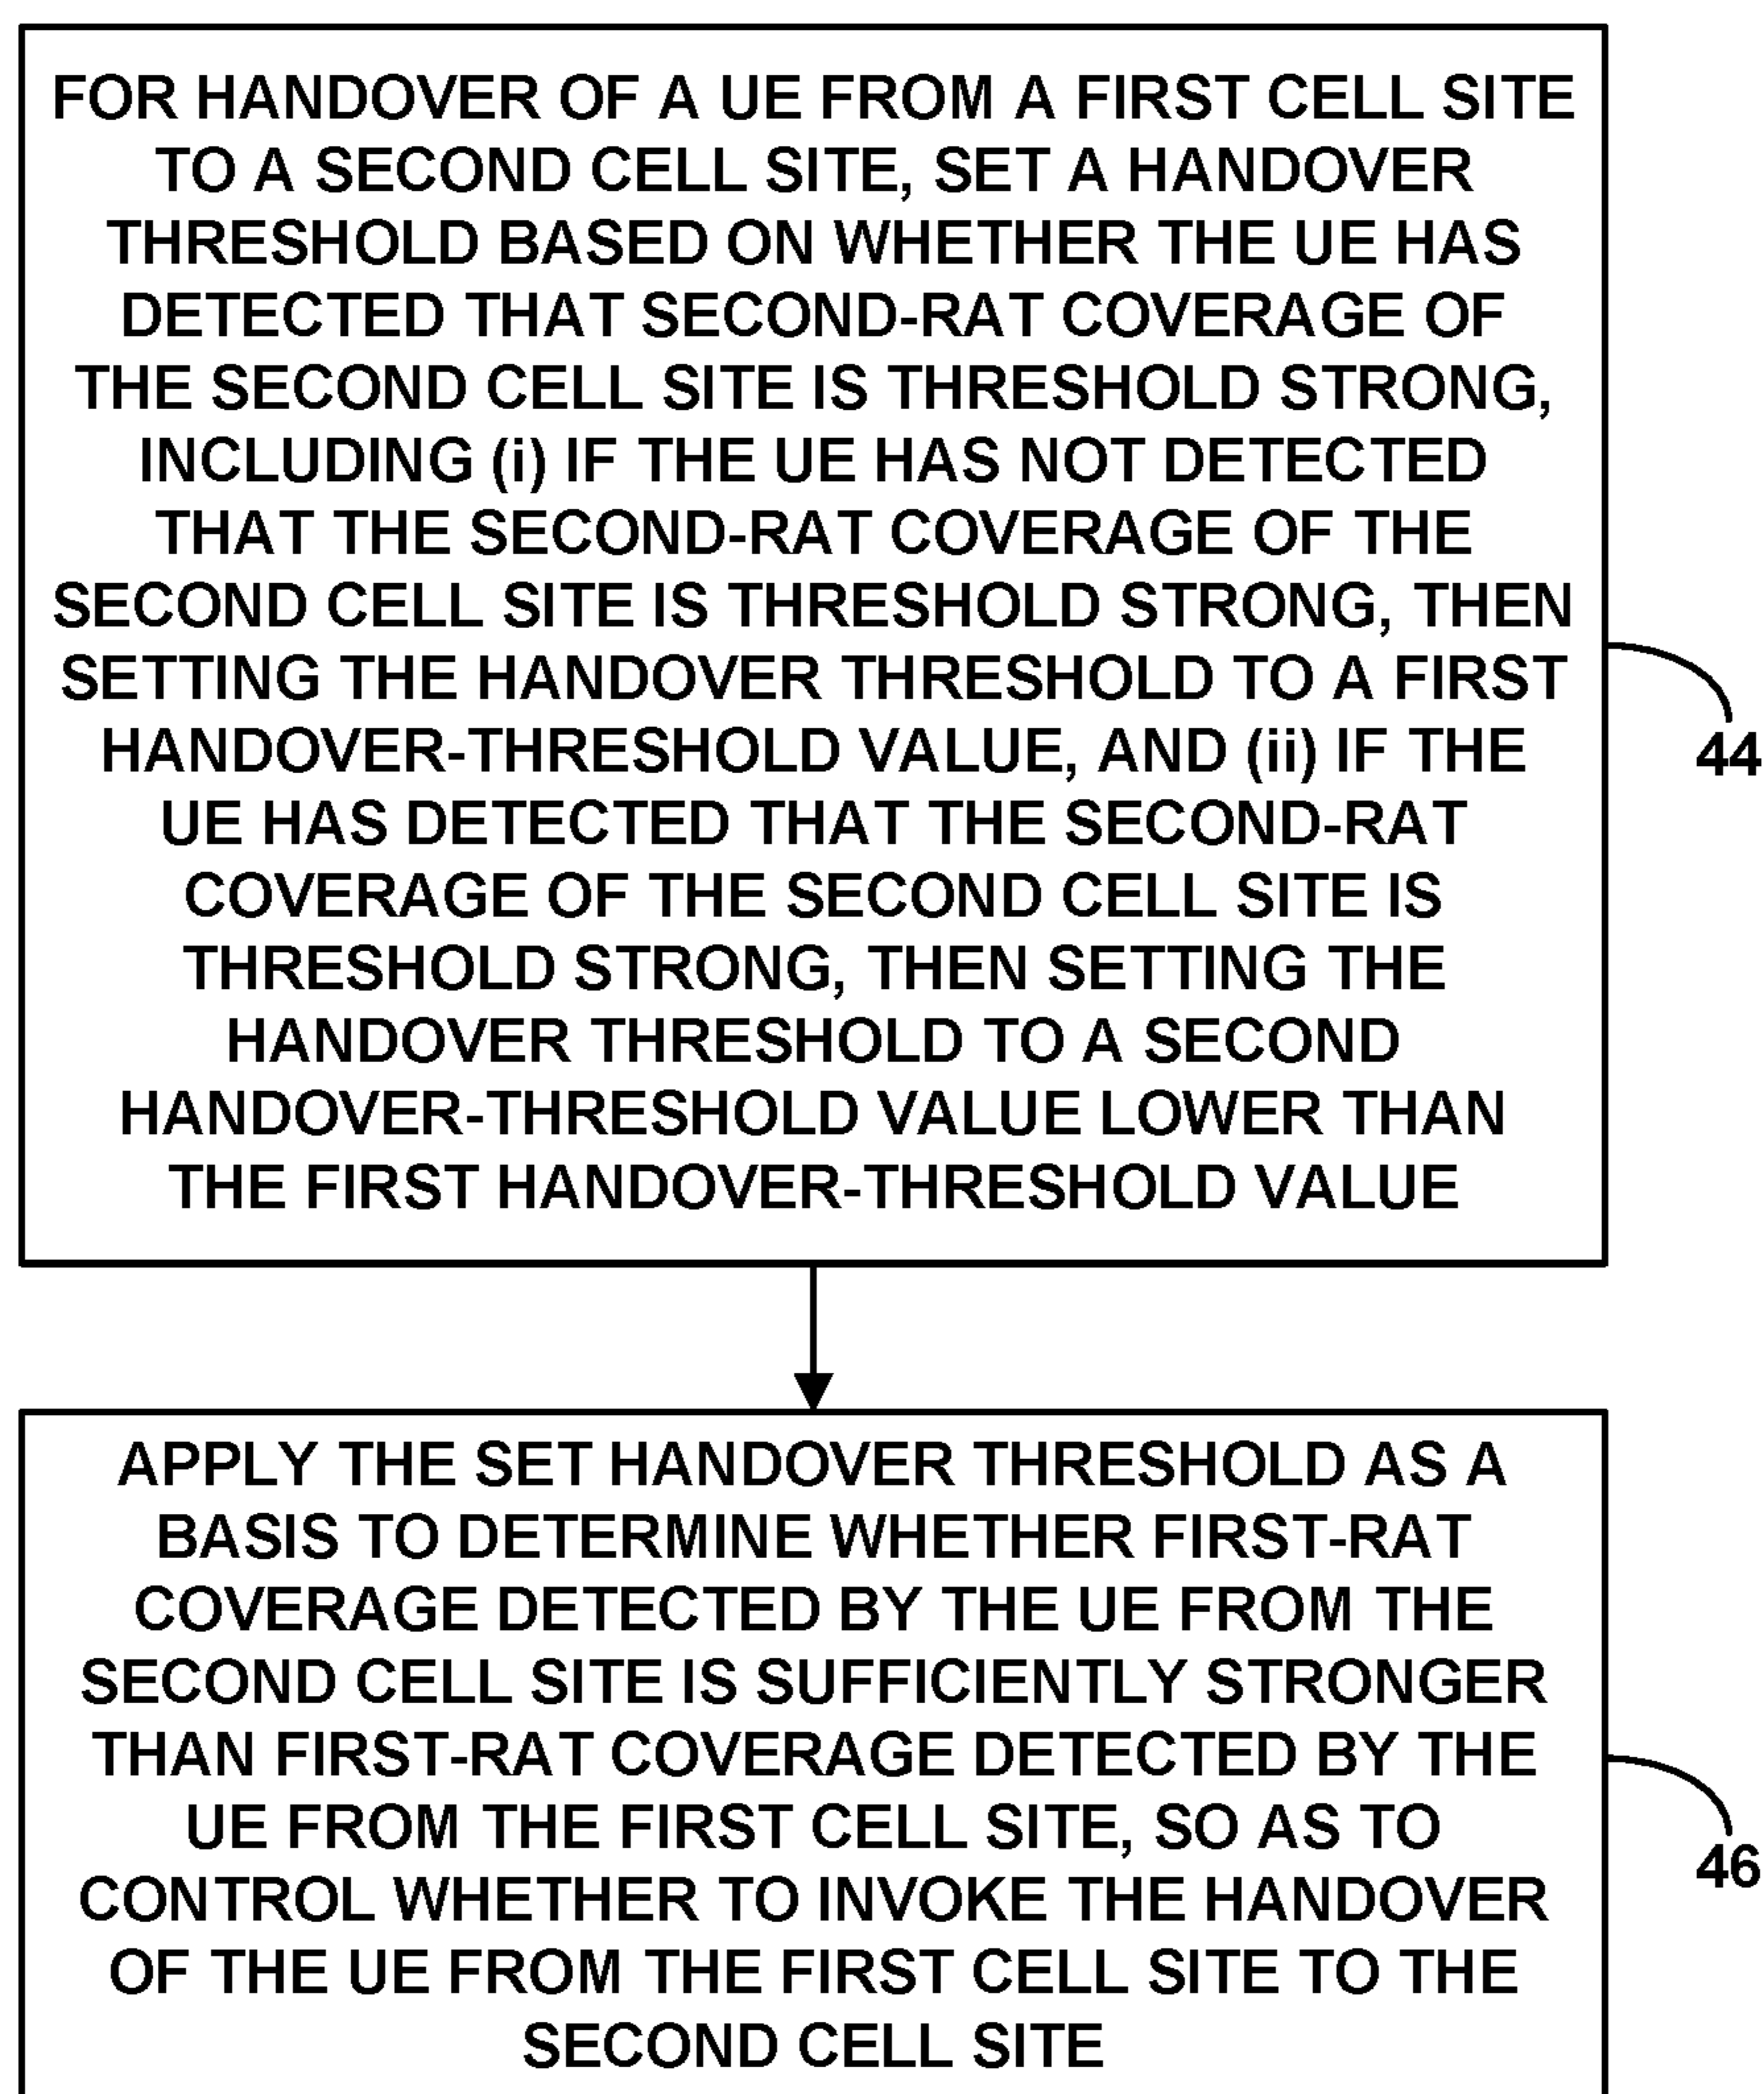 FOR HANDOVER OF A UE FROM A FIRST CELL SITE
TO A SECOND CELL SITE, SET A HANDOVER
THRESHOLD BASED ON WHETHER THE UE HAS
DETECTED THAT SECOND-RAT COVERAGE OF
THE SECOND CELL SITE IS THRESHOLD STRONG,
INCLUDING (i) IF THE UE HAS NOT DETECTED
THAT THE SECOND-RAT COVERAGE OF THE
SECOND CELL SITE IS THRESHOLD STRONG, THEN
SETTING THE HANDOVER THRESHOLD TO A FIRST
HANDOVER-THRESHOLD VALUE, AND (ii) IF THE
UE HAS DETECTED THAT THE SECOND-RAT
COVERAGE OF THE SECOND CELL SITE IS
THRESHOLD STRONG, THEN SETTING THE
HANDOVER THRESHOLD TO A SECOND
HANDOVER-THRESHOLD VALUE LOWER THAN
THE FIRST HANDOVER-THRESHOLD VALUE
44
APPLY THE SET HANDOVER THRESHOLD AS A
BASIS TO DETERMINE WHETHER FIRST-RAT
COVERAGE DETECTED BY THE UE FROM THE
SECOND CELL SITE IS SUFFICIENTLY STRONGER
THAN FIRST-RAT COVERAGE DETECTED BY THE
UE FROM THE FIRST CELL SITE, SO AS TO
CONTROL WHETHER TO INVOKE THE HANDOVER
OF THE UE FROM THE FIRST CELL SITE TO THE
SECOND CELL SITE
46